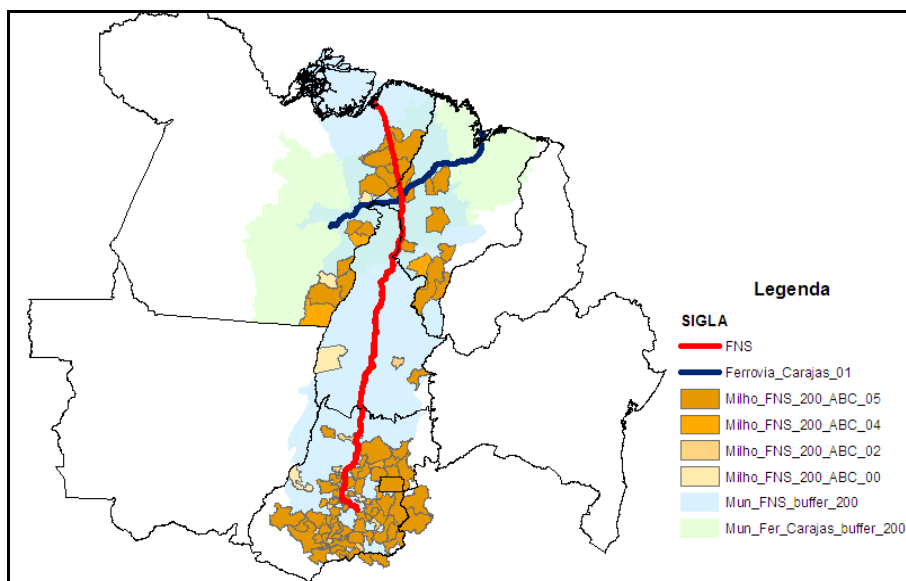 Legenda
SIGLA
FNS
Ferrovia_Carajas_01
Milho_FNS_200_ABC_05
Milho_FNS_200_ABC_04
Milho_FNS_200_ABC_02
Milho_FNS_200_ABC_00
Mun_FNS_buffer_200
Mun_Fer_Carajas_buffer_200